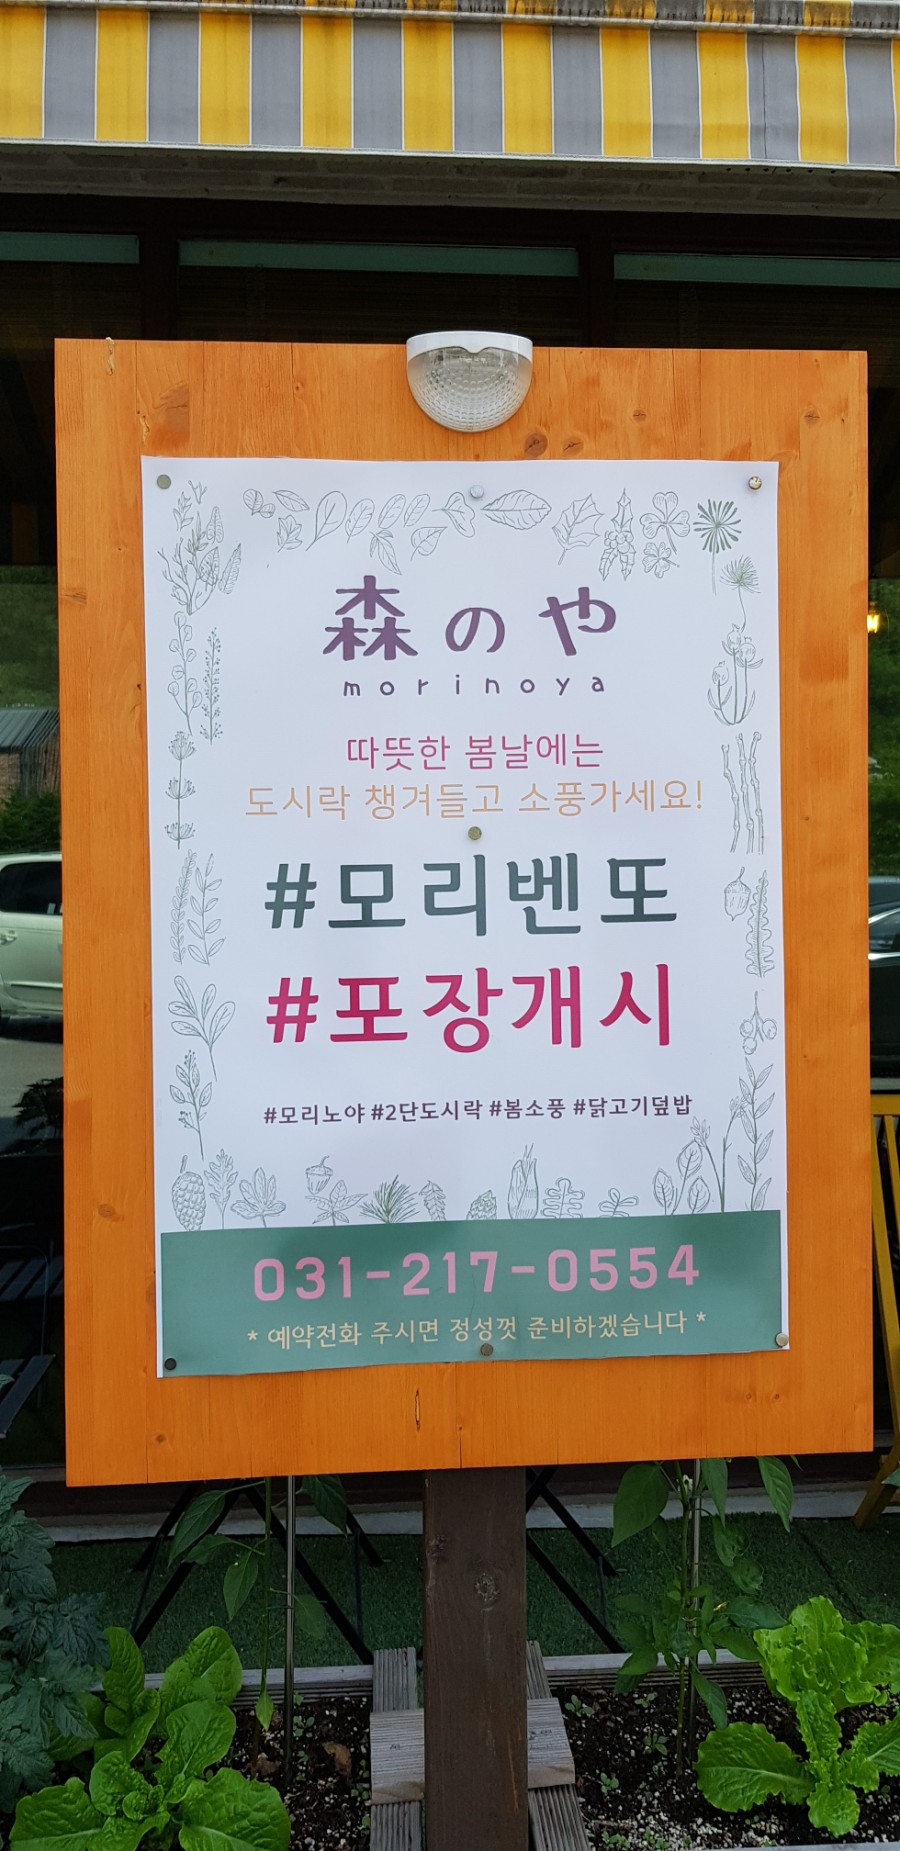 森のや
morinoya
따뜻한 봄날에는
도시락 챙겨들고 소풍가세요!
#모리벤또
#포장개시
#모리노야 #2단도시락 #봄소풍 #닭고기덮밥
031-217-0554
* 예약전화 주시면 정성껏 준비하겠습니다 *